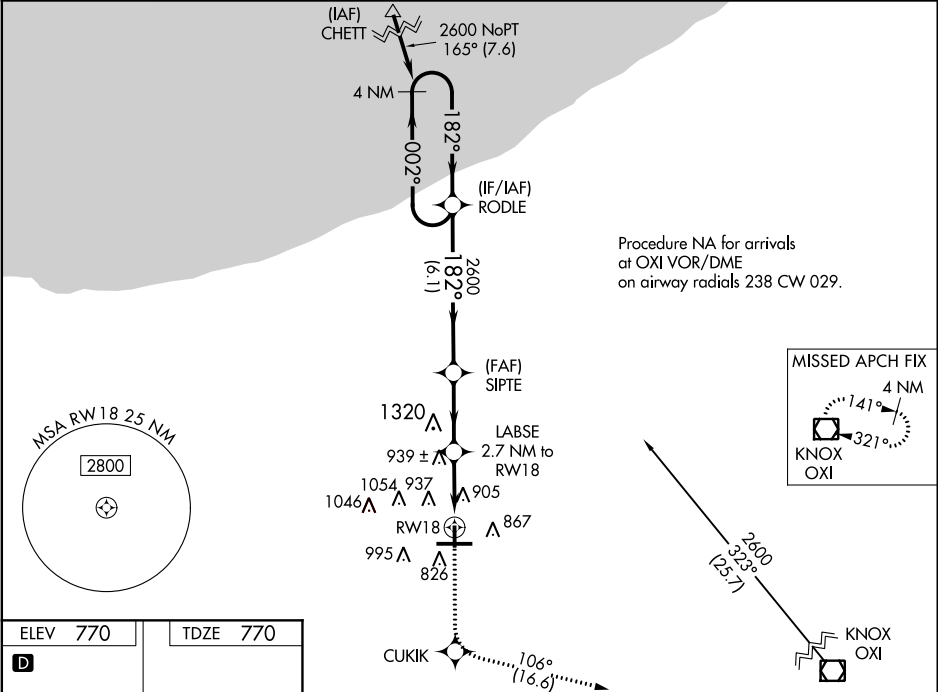 (IAF)
CHETT
2600 NoPT
165° (7.6)
4 NM
182°
002°
(IF/IAF)
RODLE
2600
182°
(6.1)
Procedure NA for arrivals
at OXI VOR/DME
on airway radials 238 CW 029.
(FAF)
SIPTE
MISSED APCH FIX
4 NM
141°
321°
KNOX
OXI
1320
LABSE
2.7 NM to
RW18
939 ±
MSA RW18 25 NM
2800
1054
937
1046
905
RW18
867
995
826
2600
323°
(25.7)
ELEV 770
TDZE 770
D
CUKIK
106°
(16.6)
KNOX
OXI